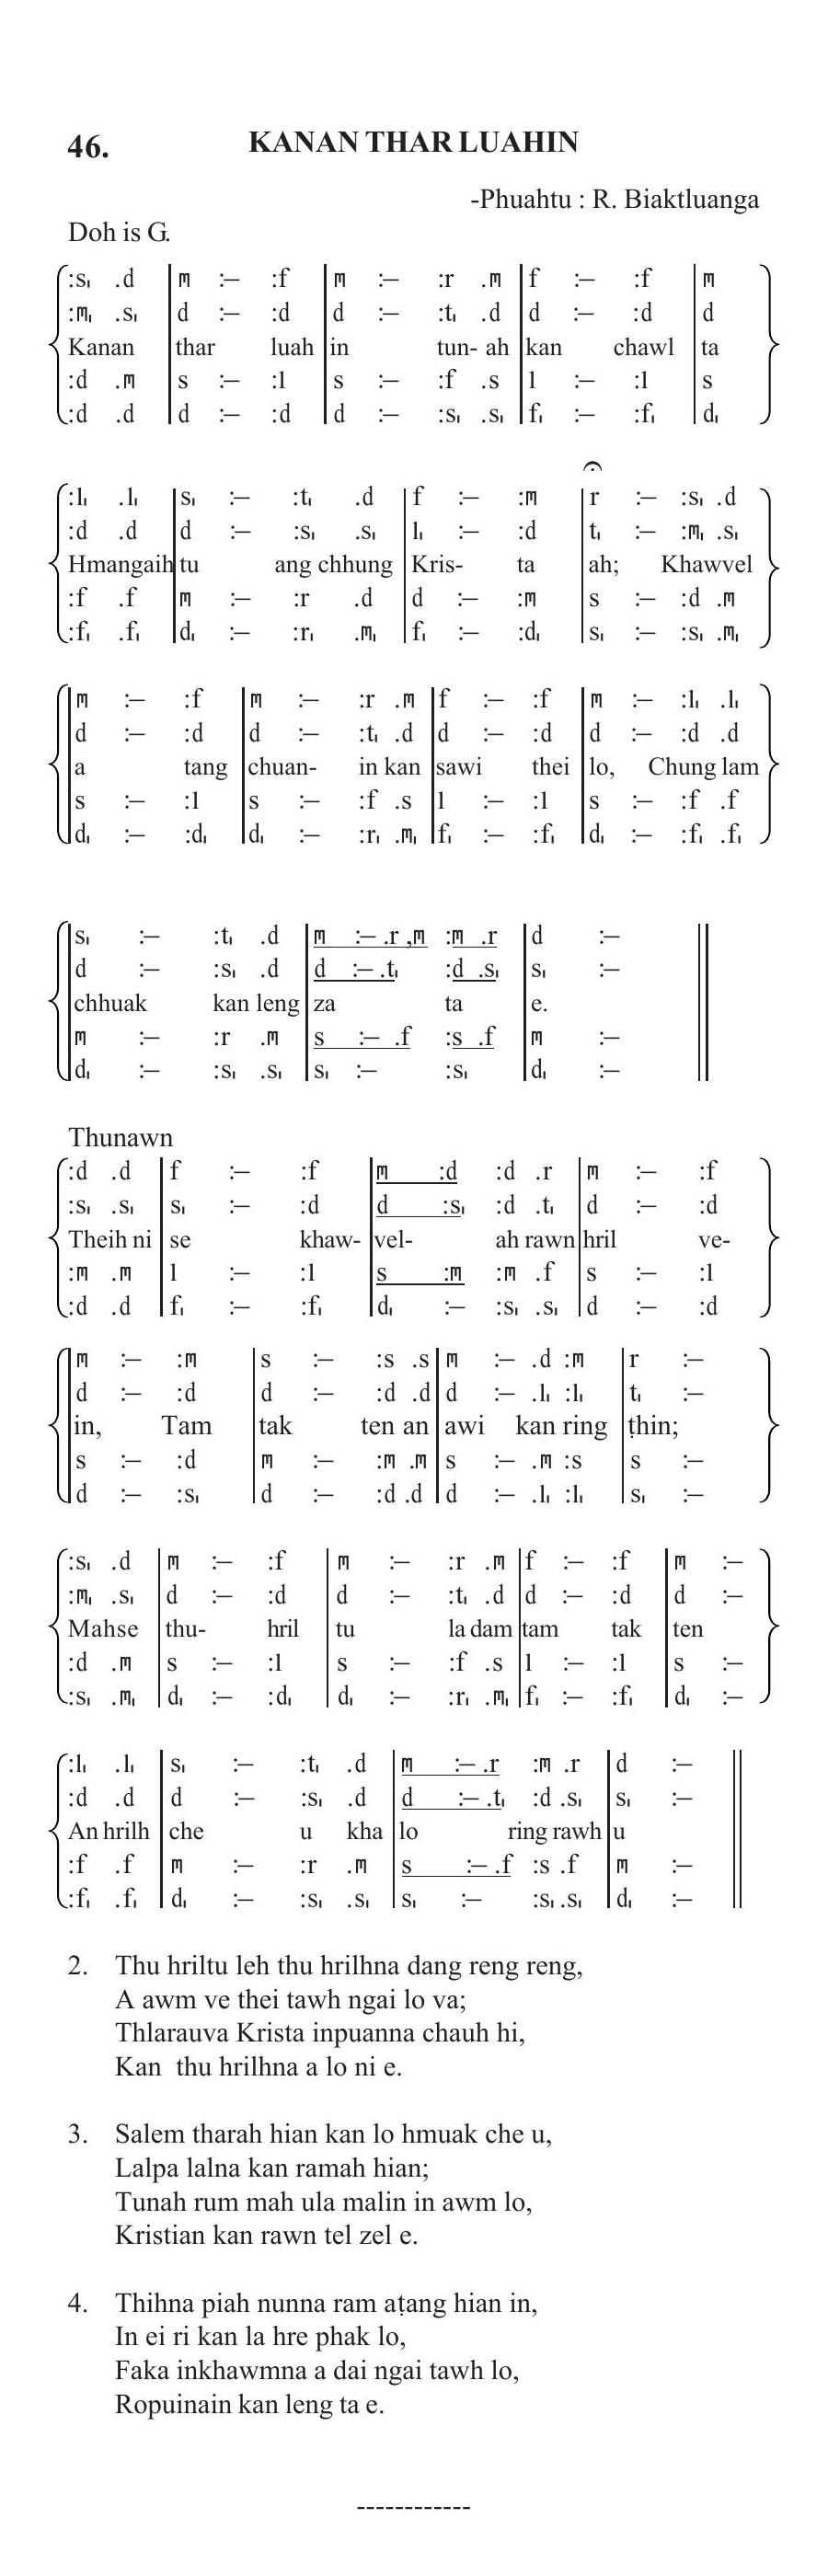 46. KANAN THAR LUAHIN
-Phuahtu : R. Biaktluanga
Doh is G.
:s₁ .d | m :– :f | m :– :r .m | f :– :f | m
:m₁ .s₁ | d :– :d | d :– :t₁ .d | d :– :d | d
Kanan | thar luah | in tun- ah | kan chawl | ta
:d .m | s :– :l | s :– :f .s | l :– :l | s
:d .d | d :– :d | d :– :s₁ .s₁ | f₁ :– :f₁ | d₁
:l₁ .l₁ | s₁ :– :t₁ .d | f :– :m | r :– :s₁ .d
:d .d | d :– :s₁ .s₁ | l₁ :– :d | t₁ :– :m₁ .s₁
Hmangaih | tu ang chhung | Kris- ta | ah; Khawvel
:f .f | m :– :r .d | d :– :m | s :– :d .m
:f₁ .f₁ | d₁ :– :r₁ .m₁ | f₁ :– :d₁ | s₁ :– :s₁ .m₁
| m :– :f | m :– :r .m | f :– :f | m :– :l₁ .l₁
| d :– :d | d :– :t₁ .d | d :– :d | d :– :d .d
| a tang | chuan- in kan | sawi thei | lo, Chung lam
| s :– :l | s :– :f .s | l :– :l | s :– :f .f
| d₁ :– :d₁ | d₁ :– :r₁ .m₁ | f₁ :– :f₁ | d₁ :– :f₁ .f₁
| s₁ :– :t₁ .d | m :– .r ,m :m .r | d :– ||
| d :– :s₁ .d | d :– .t₁ :d .s₁ | s₁ :– ||
| chhuak kan leng | za ta | e. ||
| m :– :r .m | s :– .f :s .f | m :– ||
| d₁ :– :s₁ .s₁ | s₁ :– :s₁ | d₁ :– ||
Thunawn
:d .d | f :– :f | m :d :d .r | m :– :f
:s₁ .s₁ | s₁ :– :d | d :s₁ :d .t₁ | d :– :d
Theih ni | se khaw- | vel- ah rawn | hril ve-
:m .m | l :– :l | s :m :m .f | s :– :l
:d .d | f₁ :– :f₁ | d₁ :– :s₁ .s₁ | d :– :d
| m :– :m | s :– :s .s | m :– .d :m | r :–
| d :– :d | d :– :d .d | d :– .l₁ :l₁ | t₁ :–
| in, Tam | tak ten an | awi kan ring | ṭhin;
| s :– :d | m :– :m .m | s :– .m :s | s :–
| d :– :s₁ | d :– :d .d | d :– .l₁ :l₁ | s₁ :–
:s₁ .d | m :– :f | m :– :r .m | f :– :f | m :–
:m₁ .s₁ | d :– :d | d :– :t₁ .d | d :– :d | d :–
Mahse | thu- hril | tu la dam | tam tak | ten
:d .m | s :– :l | s :– :f .s | l :– :l | s :–
:s₁ .m₁ | d₁ :– :d₁ | d₁ :– :r₁ .m₁ | f₁ :– :f₁ | d₁ :–
:l₁ .l₁ | s₁ :– :t₁ .d | m :– .r :m .r | d :– ||
:d .d | d :– :s₁ .d | d :– .t₁ :d .s₁ | s₁ :– ||
An hrilh | che u kha | lo ring rawh | u ||
:f .f | m :– :r .m | s :– .f :s .f | m :– ||
:f₁ .f₁ | d₁ :– :s₁ .s₁ | s₁ :– :s₁ .s₁ | d₁ :– ||
2. Thu hriltu leh thu hrilhna dang reng reng,
A awm ve thei tawh ngai lo va;
Thlarauva Krista inpuanna chauh hi,
Kan thu hrilhna a lo ni e.
3. Salem tharah hian kan lo hmuak che u,
Lalpa lalna kan ramah hian;
Tunah rum mah ula malin in awm lo,
Kristian kan rawn tel zel e.
4. Thihna piah nunna ram aṭang hian in,
In ei ri kan la hre phak lo,
Faka inkhawmna a dai ngai tawh lo,
Ropuinain kan leng ta e.
------------